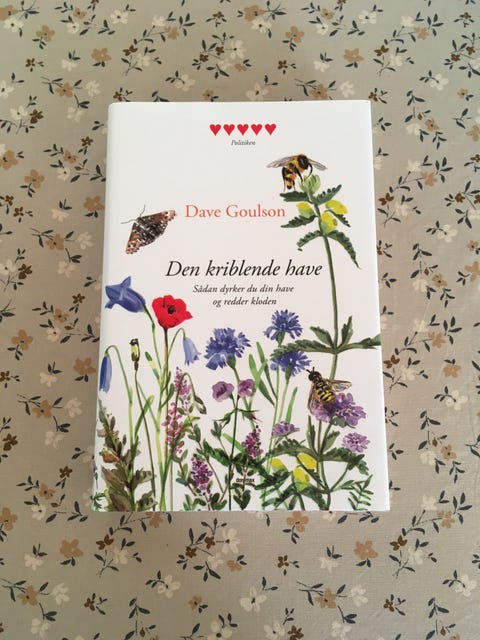 Politiken
Dave Goulson
Den kriblende have
Sådan dyrker du din have
og redder kloden